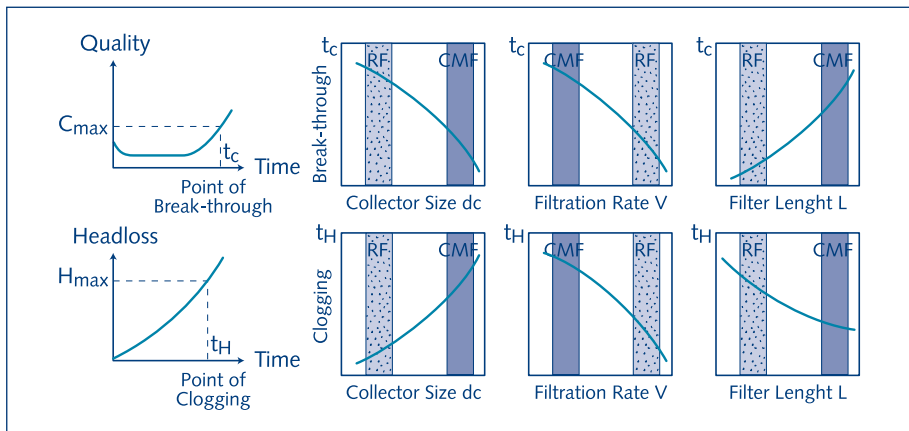 Quality
Cmax
tc
Time
Point of
Break-through
tc
RF
CMF
Break-through
Collector Size dc
tc
CMF
RF
Filtration Rate V
tc
RF
CMF
Filter Lenght L
Headloss
Hmax
tH
Time
Point of
Clogging
tH
RF
CMF
Clogging
Collector Size dc
tH
CMF
RF
Filtration Rate V
tH
RF
CMF
Filter Lenght L